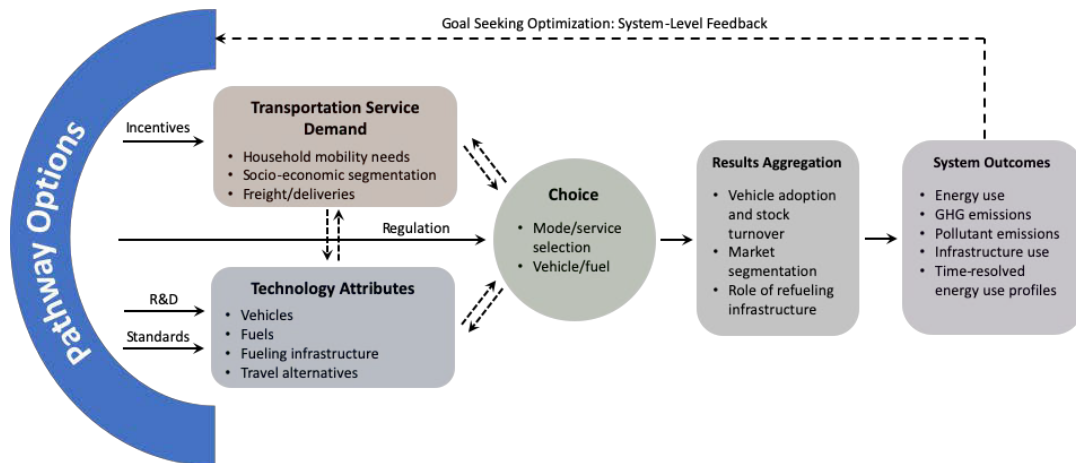 Goal Seeking Optimization: System-Level Feedback
Pathway Options
Incentives
Transportation Service
Demand
• Household mobility needs
• Socio-economic segmentation
• Freight/deliveries
Regulation
R&D
Standards
Technology Attributes
• Vehicles
• Fuels
• Fueling infrastructure
• Travel alternatives
Choice
• Mode/service
selection
• Vehicle/fuel
Results Aggregation
• Vehicle adoption
and stock
turnover
• Market
segmentation
• Role of refueling
infrastructure
System Outcomes
• Energy use
• GHG emissions
• Pollutant emissions
• Infrastructure use
• Time-resolved
energy use profiles